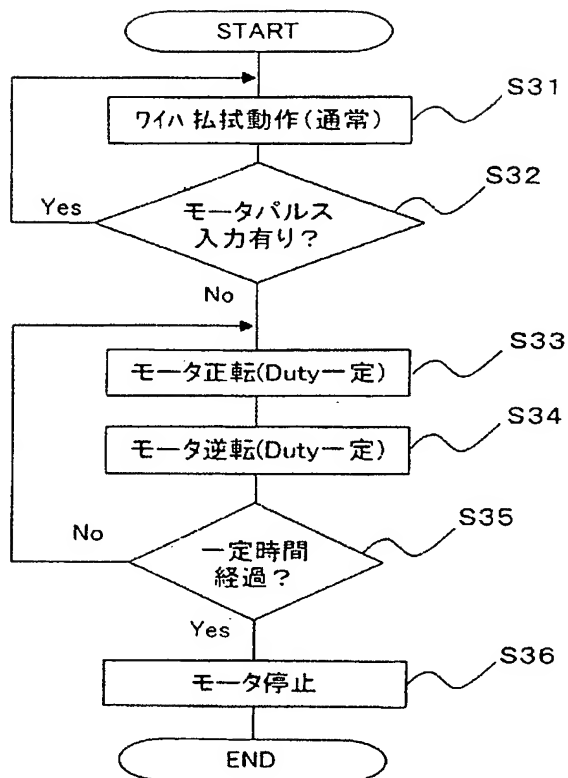 START
S31
ワイハ 払拭動作(通常)
S32
Yes
モータパルス
入力有り?
No
S33
モータ正転(Duty一定)
S34
モータ逆転(Duty一定)
No
S35
一定時間
経過?
Yes
S36
モータ停止
END